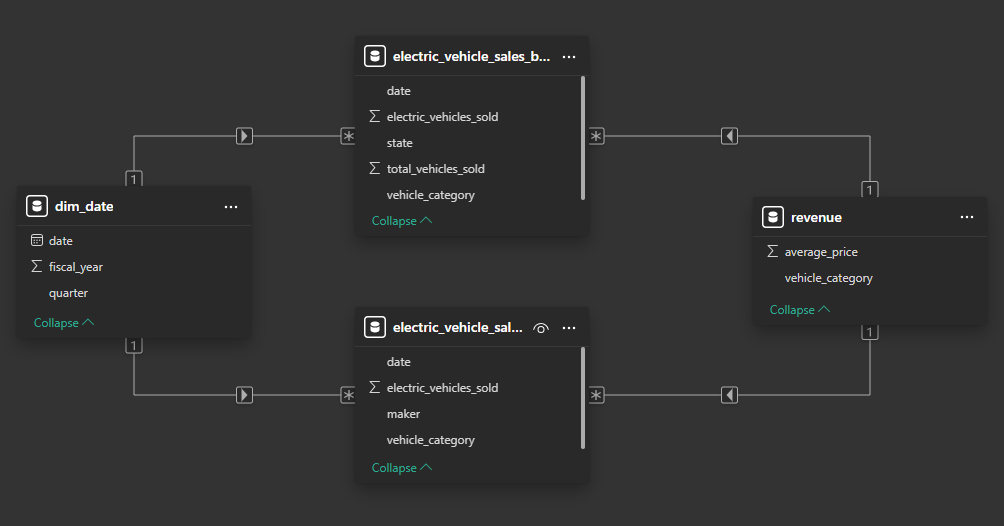 electric_vehicle_sales_b...
date
electric_vehicles_sold
state
total_vehicles_sold
vehicle_category
Collapse
1
*
*
1
dim_date
date
fiscal_year
quarter
Collapse
revenue
average_price
vehicle_category
Collapse
1
*
*
1
electric_vehicle_sal...
date
electric_vehicles_sold
maker
vehicle_category
Collapse